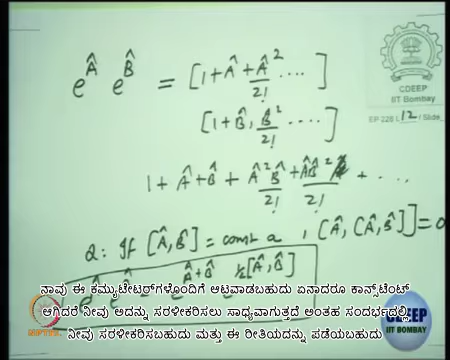 e^Â e^B̂ = [1 + Â + Â²/2! ....]
[1 + B̂, B̂²/2! ....]
1 + Â + B̂ + Â²B̂/2! + ÂB̂²/2! + ...
Q: If [Â, B̂] = const a, [Â, [Â, B̂]] = 0
e^Â e^B̂ = e^{Â+B̂} ½[Â, B̂]
CDEEP
IIT Bombay
EP 228 L 12 / Slide
ನಾವು ಈ ಕಮ್ಯುಟೇಟರ್‌ಗಳೊಂದಿಗೆ ಆಟವಾಡಬಹುದು ಏನಾದರೂ ಕಾನ್ಸ್ಟೆಂಟ್
ಆಗಿದರೆ ನೀವು ಅದನ್ನು ಸರಳೀಕರಿಸಲು ಸಾಧ್ಯವಾಗುತ್ತದೆ ಅಂತಹ ಸಂದರ್ಭದಲ್ಲಿ
ನೀವು ಸರಳೀಕರಿಸಬಹುದು ಮತ್ತು ಈ ರೀತಿಯದನ್ನು ಪಡೆಯಬಹುದು
CDEEP
IIT BOMBAY